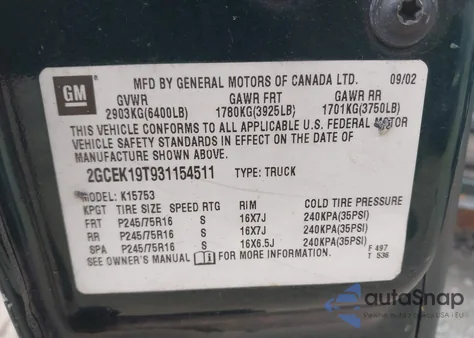 GM
MFD BY GENERAL MOTORS OF CANADA LTD. 09/02
GVWR GAWR FRT GAWR RR
2903KG(6400LB) 1780KG(3925LB) 1701KG(3750LB)
THIS VEHICLE CONFORMS TO ALL APPLICABLE U.S. FEDERAL MOTOR
VEHICLE SAFETY STANDARDS IN EFFECT ON THE DATE OF
MANUFACTURE SHOWN ABOVE.
2GCEK19T931154511 TYPE: TRUCK
MODEL: K15753
KPGT TIRE SIZE SPEED RTG RIM COLD TIRE PRESSURE
FRT P245/75R16 S 16X7J 240KPA(35PSI)
RR P245/75R16 S 16X7J 240KPA(35PSI)
SPA P245/75R16 S 16X6.5J 240KPA(35PSI)
SEE OWNER'S MANUAL FOR MORE INFORMATION.
F 497
T 536
autoSnap